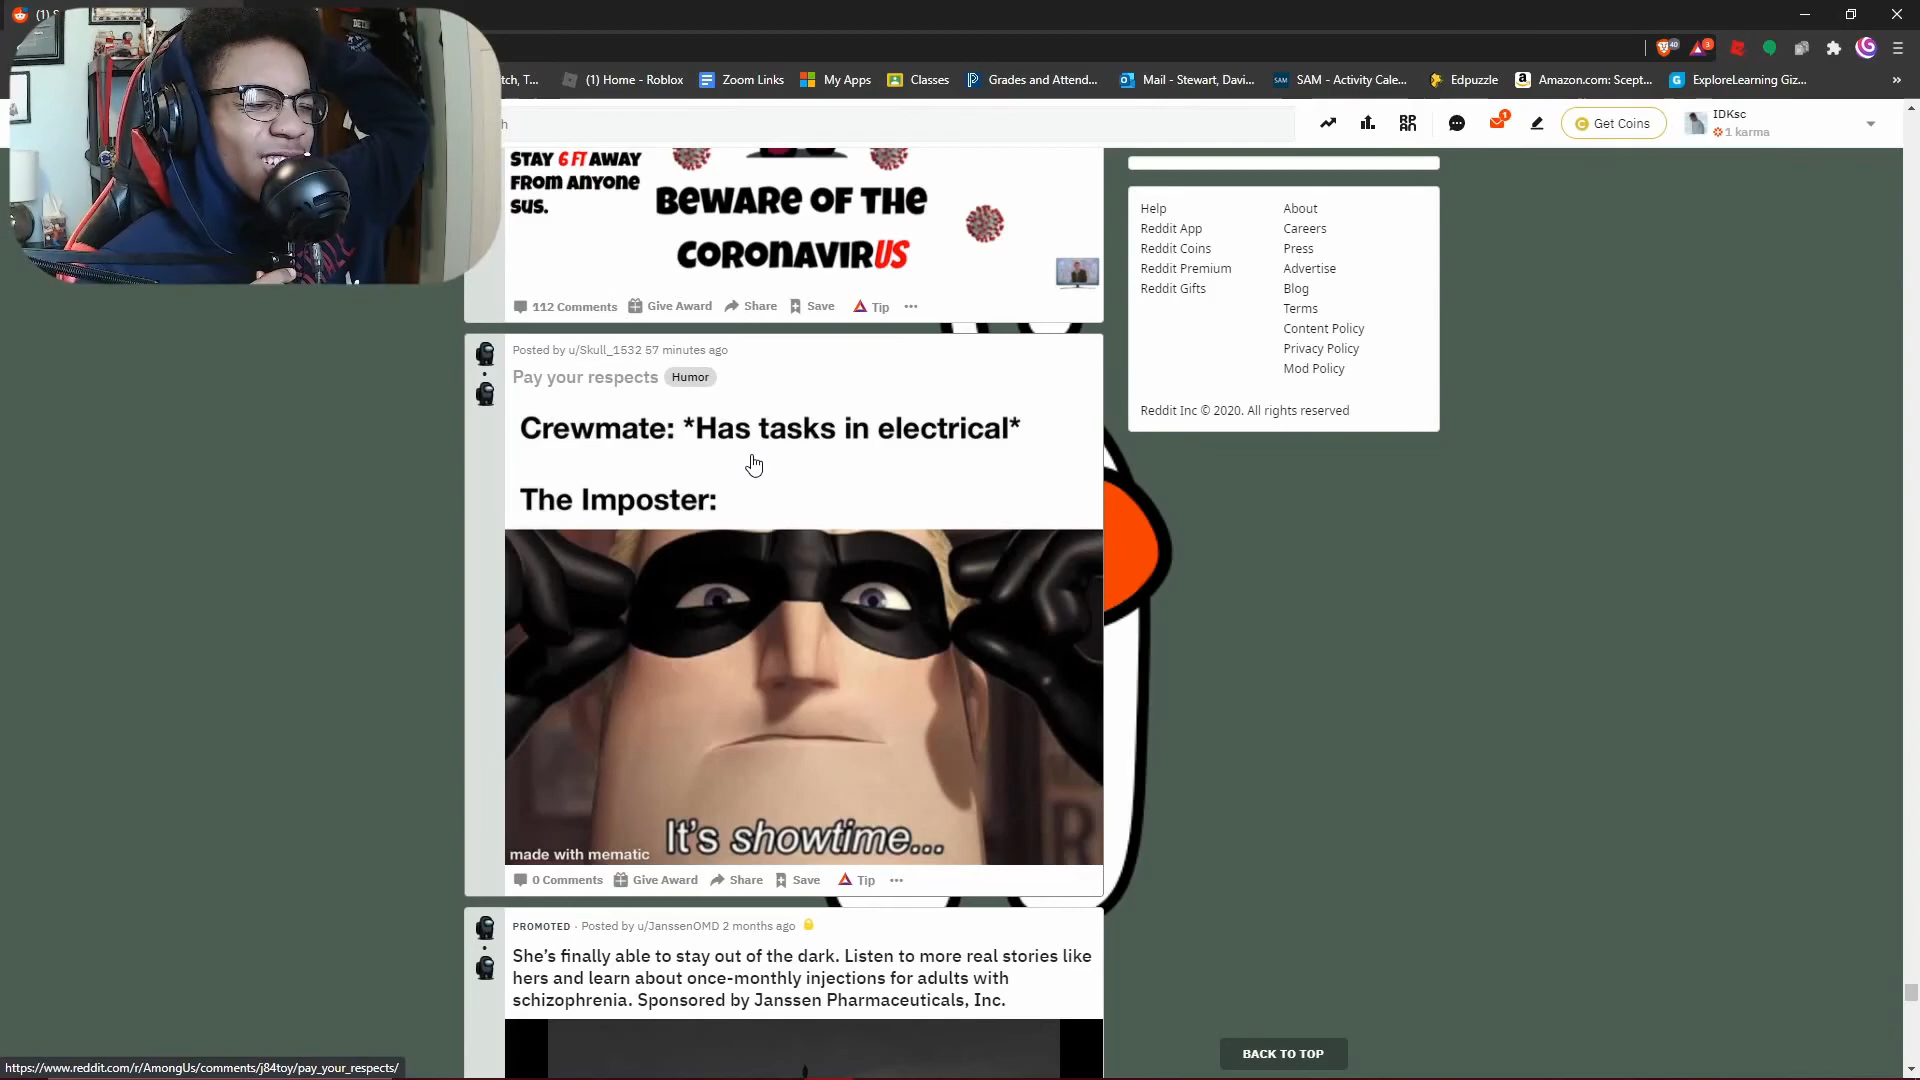 (1)
itch, T...
(1) Home - Roblox
Zoom Links
My Apps
Classes
Grades and Attend...
Mail - Stewart, Davi...
SAM - Activity Cale...
Edpuzzle
Amazon.com: Scept...
ExploreLearning Giz...
»
h
Get Coins
IDKsc
1 karma
STAY 6 FT AWAY
FROM ANYONE
SUS.
BEWARE OF THE
CORONAVIRUS
112 Comments Give Award Share Save Tip ...
Help
Reddit App
Reddit Coins
Reddit Premium
Reddit Gifts
About
Careers
Press
Advertise
Blog
Terms
Content Policy
Privacy Policy
Mod Policy
Reddit Inc © 2020. All rights reserved
Posted by u/Skull_1532 57 minutes ago
Pay your respects Humor
Crewmate: *Has tasks in electrical*
The Imposter:
It's showtime...
made with mematic
0 Comments Give Award Share Save Tip ...
PROMOTED · Posted by u/JanssenOMD 2 months ago
She's finally able to stay out of the dark. Listen to more real stories like
hers and learn about once-monthly injections for adults with
schizophrenia. Sponsored by Janssen Pharmaceuticals, Inc.
BACK TO TOP
https://www.reddit.com/r/AmongUs/comments/j84toy/pay_your_respects/